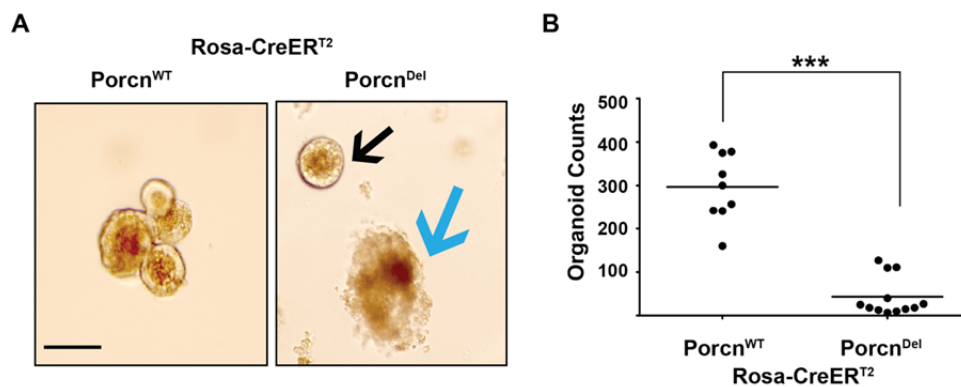 A
Rosa-CreER^T2
Porcn^WT
Porcn^Del
B
***
Organoid Counts
500
400
300
200
100
Porcn^WT
Porcn^Del
Rosa-CreER^T2